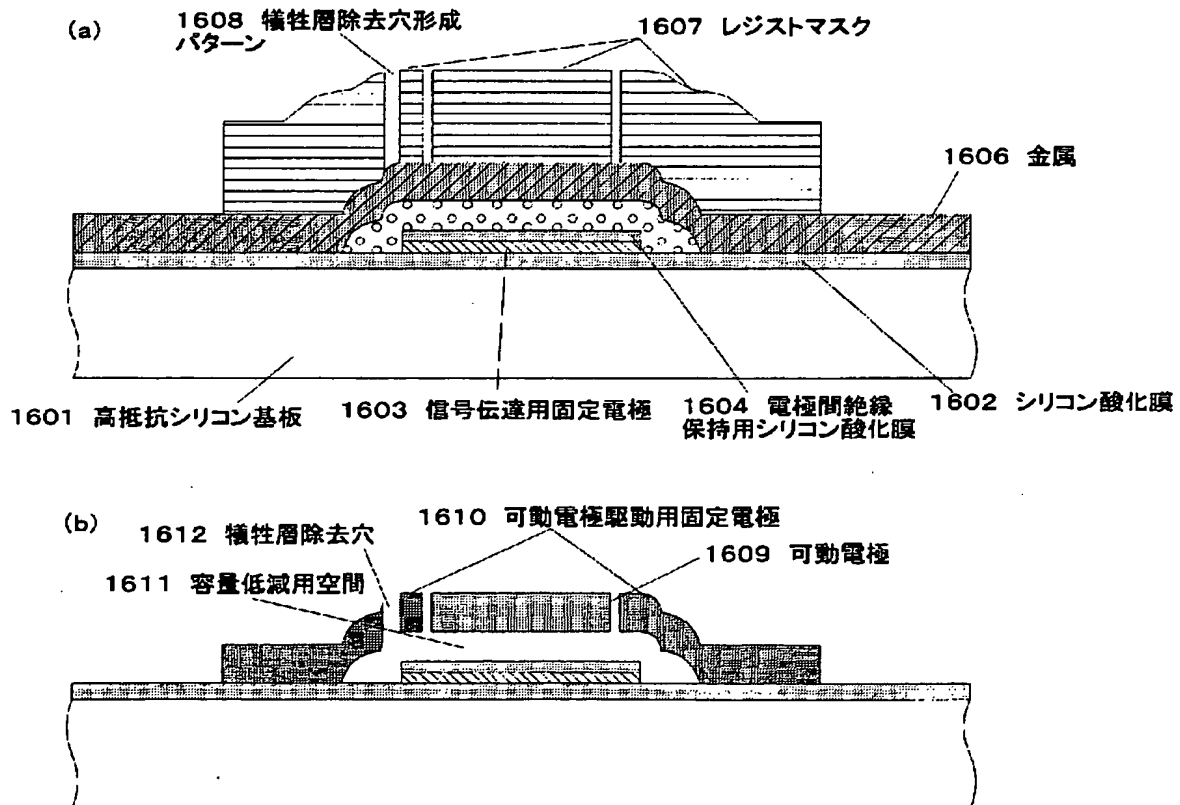 (a)
1608 犠牲層除去穴形成
パターン
1607 レジストマスク
1606 金属
1601 高抵抗シリコン基板
1603 信号伝達用固定電極
1604 電極間絶縁
保持用シリコン酸化膜
1602 シリコン酸化膜
(b)
1612 犠牲層除去穴
1610 可動電極駆動用固定電極
1609 可動電極
1611 容量低減用空間